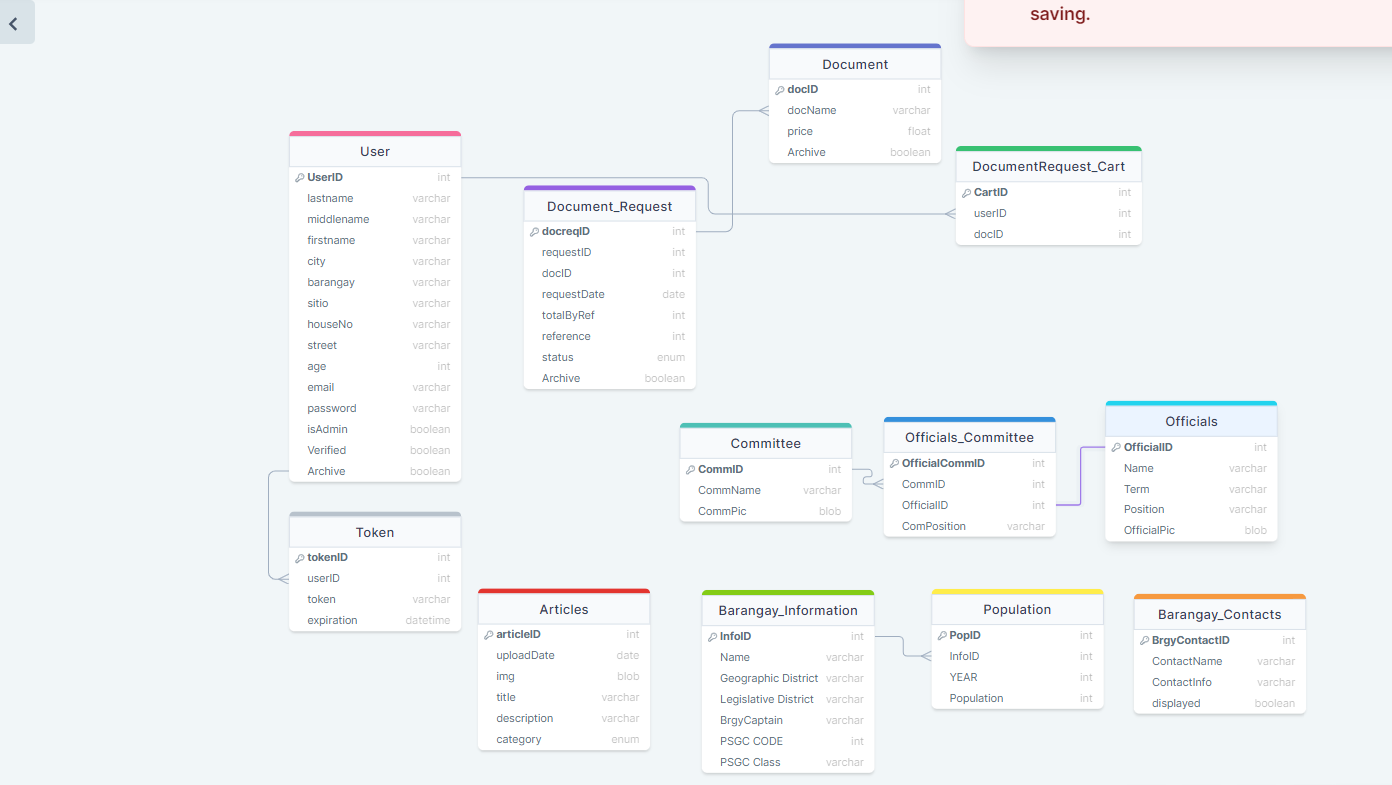 saving.
Document
docID int
docName varchar
price float
Archive boolean
User
UserID int
lastname varchar
middlename varchar
firstname varchar
city varchar
barangay varchar
sitio varchar
houseNo varchar
street varchar
age int
email varchar
password varchar
isAdmin boolean
Verified boolean
Archive boolean
Document_Request
docreqID int
requestID int
docID int
requestDate date
totalByRef int
reference int
status enum
Archive boolean
DocumentRequest_Cart
CartID int
userID int
docID int
Committee
CommID int
CommName varchar
CommPic blob
Officials_Committee
OfficialCommID int
CommID int
OfficialID int
ComPosition varchar
Officials
OfficialID int
Name varchar
Term varchar
Position varchar
OfficialPic blob
Token
tokenID int
userID int
token varchar
expiration datetime
Articles
articleID int
uploadDate date
img blob
title varchar
description varchar
category enum
Barangay_Information
InfoID int
Name varchar
Geographic District varchar
Legislative District varchar
BrgyCaptain varchar
PSGC CODE int
PSGC Class varchar
Population
PopID int
InfoID int
YEAR int
Population int
Barangay_Contacts
BrgyContactID int
ContactName varchar
ContactInfo varchar
displayed boolean